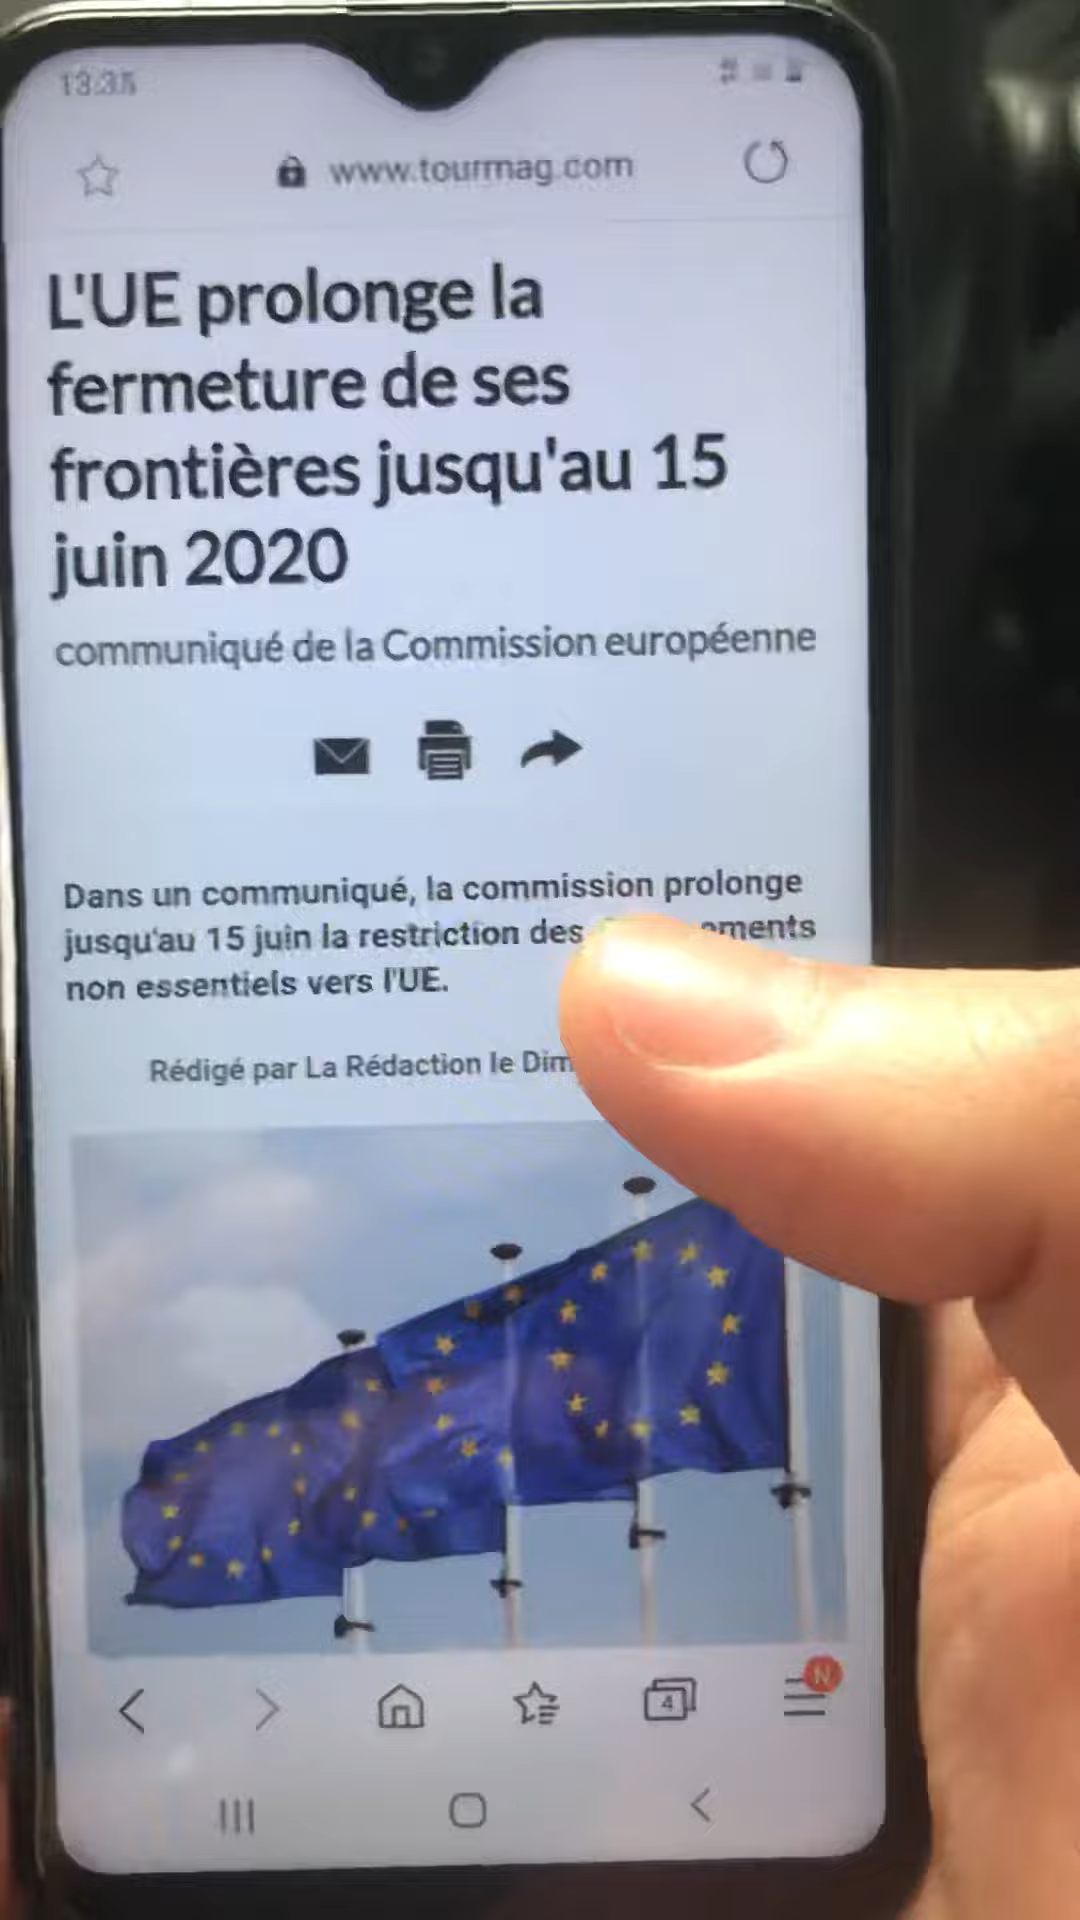 13:35
www.tourmag.com
L'UE prolonge la
fermeture de ses
frontières jusqu'au 15
juin 2020
communiqué de la Commission européenne
Dans un communiqué, la commission prolonge
jusqu'au 15 juin la restriction des
non essentiels vers l'UE.
Rédigé par La Rédaction le Dim
4
N